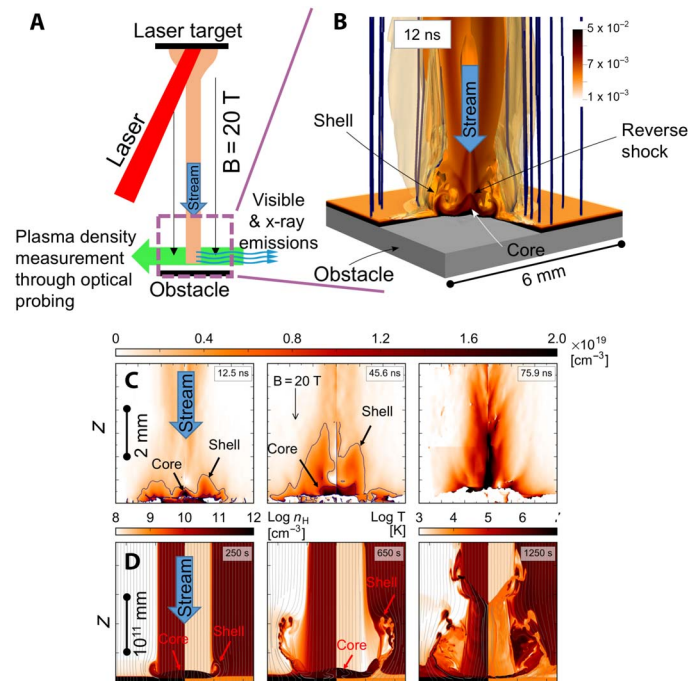 A
Laser target
Laser
B = 20 T
Stream
Visible
& x-ray
emissions
Plasma density
measurement
through optical
probing
Obstacle
B
12 ns
5 x 10⁻²
7 x 10⁻³
1 x 10⁻³
Stream
Shell
Reverse
shock
Core
Obstacle
6 mm
0 0.4 0.8 1.2 1.6 2.0
×10¹⁹
[cm⁻³]
C
12.5 ns
Z
2 mm
Stream
Core
Shell
45.6 ns
B = 20 T
Core
Shell
75.9 ns
8 9 10 11 12
Log nH
[cm⁻³]
Log T
[K]
3 4 5 6
D
250 s
Z
10¹¹ mm
Stream
Core
Shell
650 s
Shell
Core
1250 s